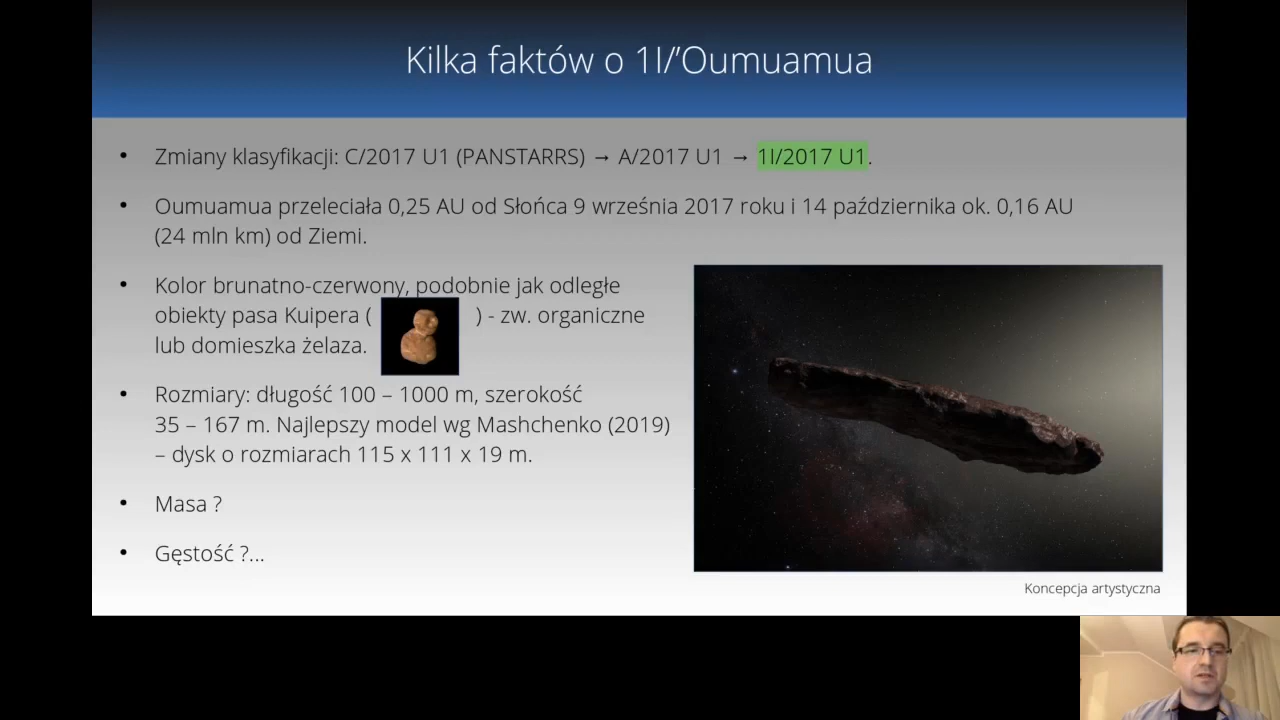 Kilka faktów o 1I/’Oumuamua
• Zmiany klasyfikacji: C/2017 U1 (PANSTARRS) → A/2017 U1 → 1I/2017 U1.
• Oumuamua przeleciała 0,25 AU od Słońca 9 września 2017 roku i 14 października ok. 0,16 AU
(24 mln km) od Ziemi.
• Kolor brunatno-czerwony, podobnie jak odległe
obiekty pasa Kuipera ( ) - zw. organiczne
lub domieszka żelaza.
• Rozmiary: długość 100 – 1000 m, szerokość
35 – 167 m. Najlepszy model wg Mashchenko (2019)
– dysk o rozmiarach 115 x 111 x 19 m.
• Masa ?
• Gęstość ?...
Koncepcja artystyczna